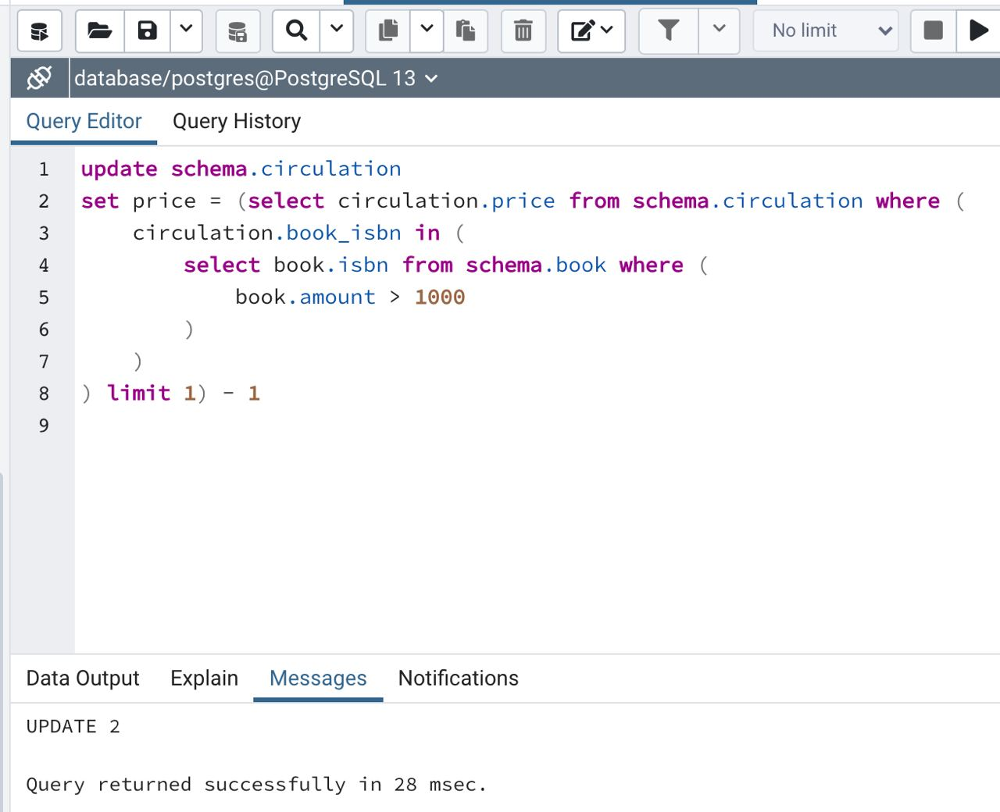 No limit
database/postgres@PostgreSQL 13
Query Editor Query History
1 update schema.circulation
2 set price = (select circulation.price from schema.circulation where (
3 circulation.book_isbn in (
4 select book.isbn from schema.book where (
5 book.amount > 1000
6 )
7 )
8 ) limit 1) - 1
9
Data Output Explain Messages Notifications
UPDATE 2
Query returned successfully in 28 msec.